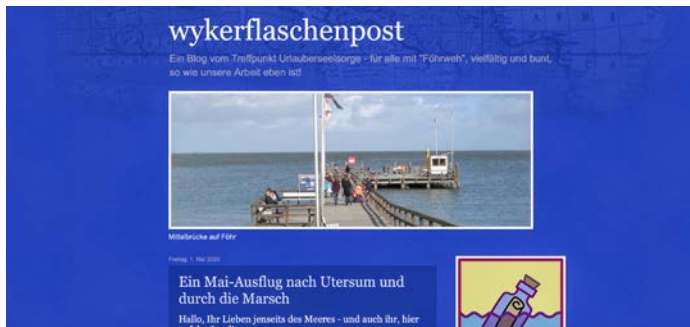 wykerflaschenpost
Ein Blog vom Treffpunkt Urlauberseelsorge - für alle mit "Föhrweh", vielfältig und bunt,
so wie unsere Arbeit eben ist!
Mittelbrücke auf Föhr
Freitag, 1. Mai 2020
Ein Mai-Ausflug nach Utersum und
durch die Marsch
Hallo, Ihr Lieben jenseits des Meeres - und auch ihr, hier